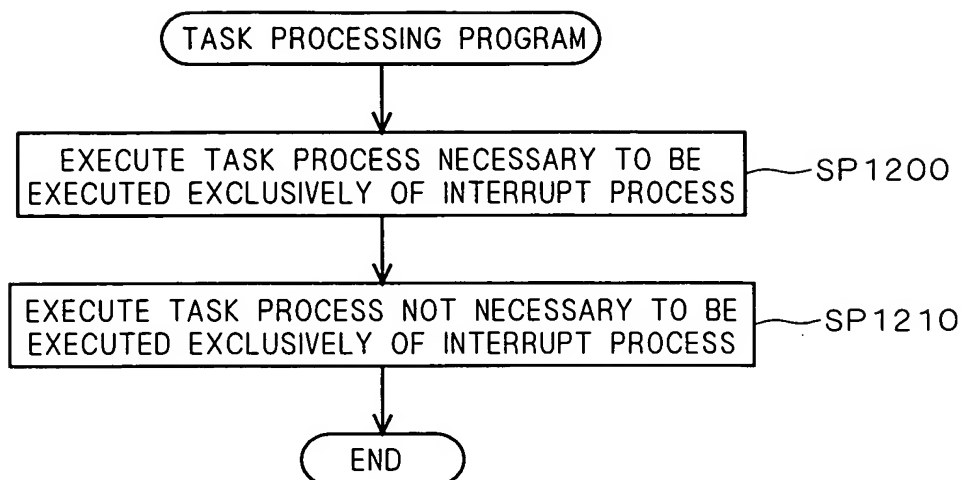 TASK PROCESSING PROGRAM
EXECUTE TASK PROCESS NECESSARY TO BE
EXECUTED EXCLUSIVELY OF INTERRUPT PROCESS
SP1200
EXECUTE TASK PROCESS NOT NECESSARY TO BE
EXECUTED EXCLUSIVELY OF INTERRUPT PROCESS
SP1210
END